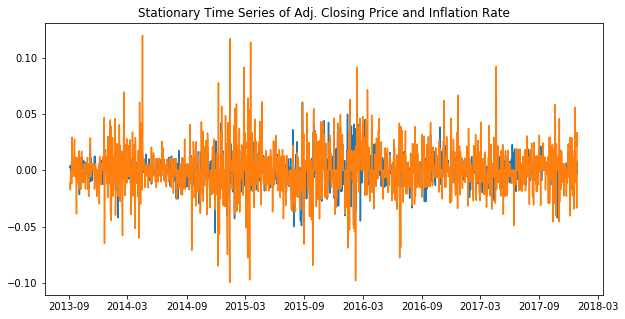 Stationary Time Series of Adj. Closing Price and Inflation Rate
0.10
0.05
0.00
−0.05
−0.10
2013-09 2014-03 2014-09 2015-03 2015-09 2016-03 2016-09 2017-03 2017-09 2018-03